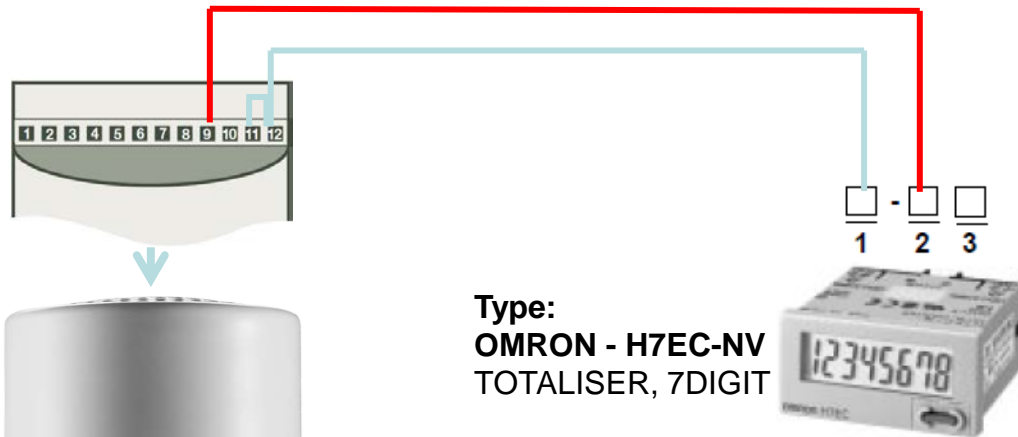 1 2 3 4 5 6 7 8 9 10 11 12
-
1 2 3
Type:
OMRON - H7EC-NV
TOTALISER, 7DIGIT
12345678
omron H7EC